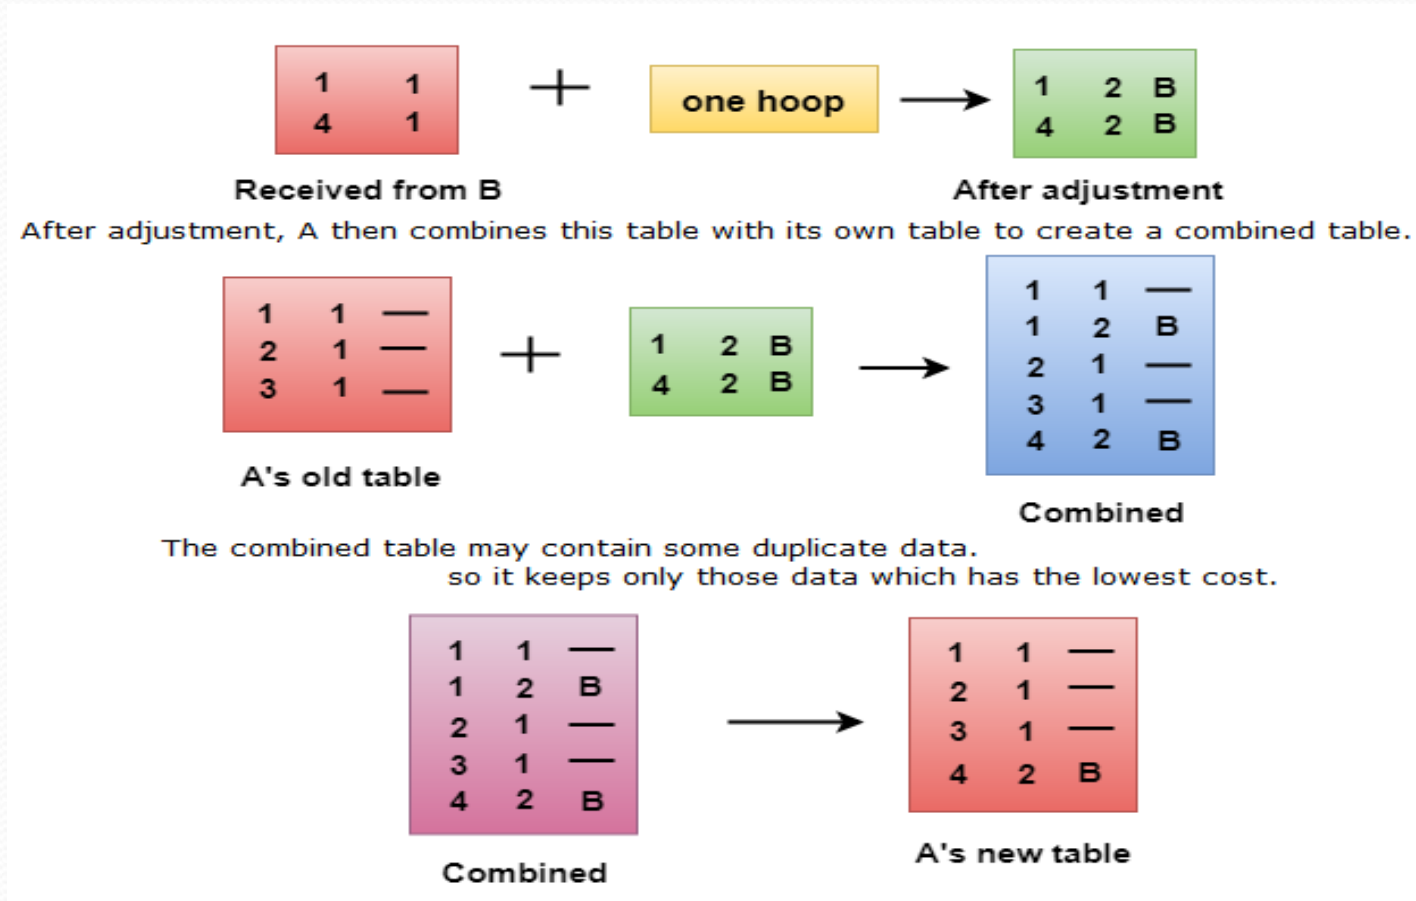 1 1
4 1
+
one hoop
1 2 B
4 2 B
Received from B
After adjustment
After adjustment, A then combines this table with its own table to create a combined table.
1 1 —
2 1 —
3 1 —
+
1 2 B
4 2 B
1 1 —
1 2 B
2 1 —
3 1 —
4 2 B
A's old table
Combined
The combined table may contain some duplicate data.
so it keeps only those data which has the lowest cost.
1 1 —
1 2 B
2 1 —
3 1 —
4 2 B
1 1 —
2 1 —
3 1 —
4 2 B
Combined
A's new table